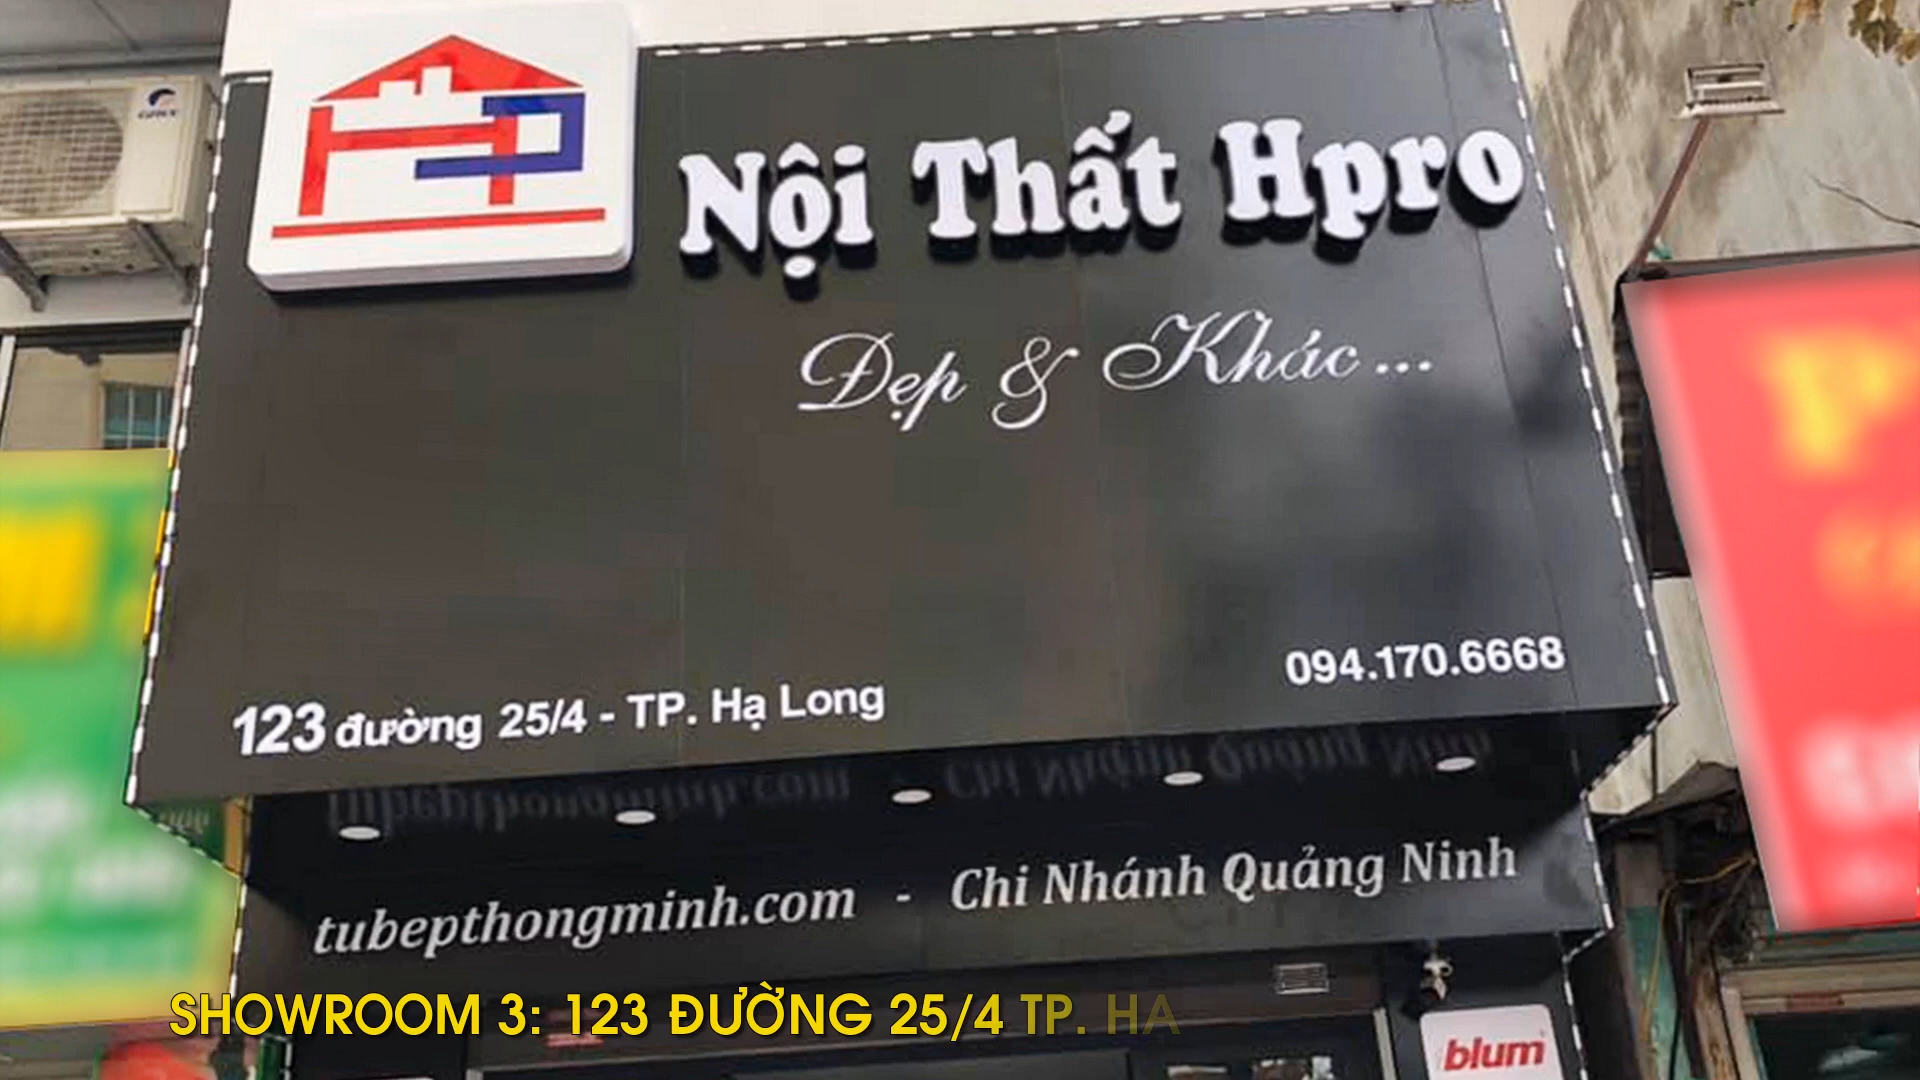 GREE
Nội Thất Hpro
Đẹp & Khác...
094.170.6668
123 đường 25/4 - TP. Hạ Long
tubepthongminh.com - Chi Nhánh Quảng Ninh
SHOWROOM 3: 123 ĐƯỜNG 25/4 TP. HA
blum